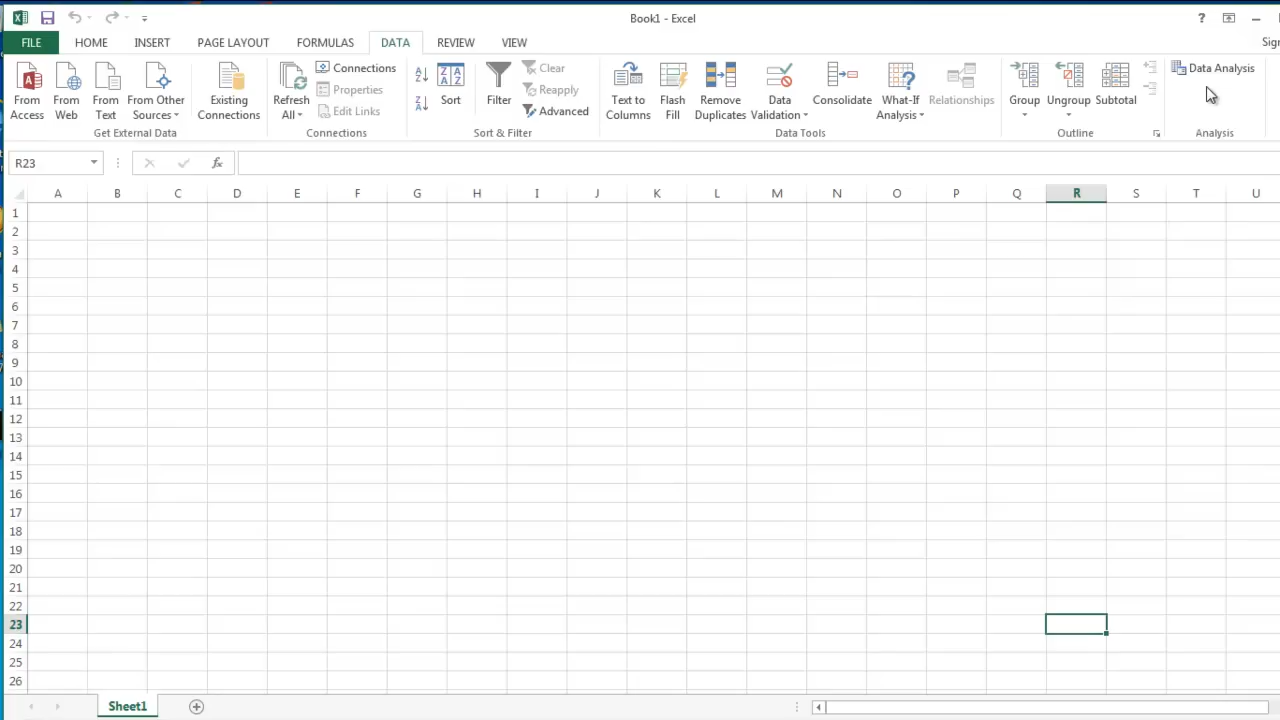 Book1 - Excel
?
FILE HOME INSERT PAGE LAYOUT FORMULAS DATA REVIEW VIEW
From Access
From Web
From Text
From Other Sources
Get External Data
Existing Connections
Refresh All
Connections
Properties
Edit Links
Connections
Sort
Filter
Clear
Reapply
Advanced
Sort & Filter
Text to Columns
Flash Fill
Remove Duplicates
Data Validation
Consolidate
What-If Analysis
Relationships
Data Tools
Group
Ungroup
Subtotal
Outline
Data Analysis
Analysis
R23
fx
A B C D E F G H I J K L M N O P Q R S T U
1
2
3
4
5
6
7
8
9
10
11
12
13
14
15
16
17
18
19
20
21
22
23
24
25
26
Sheet1